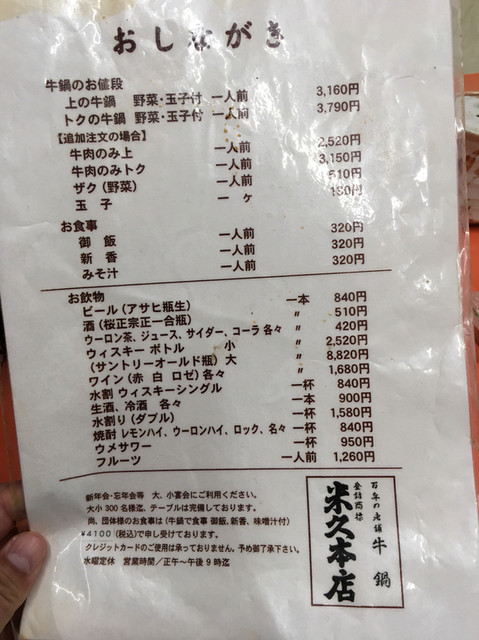 おしながき
牛鍋のお値段
上の牛鍋 野菜・玉子付 一人前 3,160円
トクの牛鍋 野菜・玉子付 一人前 3,790円
【追加注文の場合】
牛肉のみ上 一人前 2,520円
牛肉のみトク 一人前 3,150円
ザク（野菜） 一人前 510円
玉子 一ヶ
お食事
御飯 一人前 320円
新香 一人前 320円
みそ汁 一人前 320円
お飲物
ビール（アサヒ瓶生） 一本 840円
酒（桜正宗正一合瓶） 〃 510円
ウーロン茶、ジュース、サイダー、コーラ 各々 〃 420円
ウィスキー ボトル 小 〃 2,520円
（サントリーオールド瓶）大 〃 8,820円
ワイン（赤 白 ロゼ）各々 〃 1,680円
水割 ウィスキーシングル 一杯 840円
生酒、冷酒 各々 一本 900円
水割り（ダブル） 一杯 1,580円
焼酎 レモンハイ、ウーロンハイ、ロック、各々 一杯 840円
ウメサワー 一杯 950円
フルーツ 一人前 1,260円
新年会・忘年会等 大、小宴会にご利用ください。
大小300名様迄、テーブルは完備しております。
尚、団体様のお食事は（牛鍋で食事 御飯、新香、味噌汁付）
¥4100（税込）で申し受けております。
クレジットカードのご使用は承っておりません。予め御了承下さい。
水曜定休 営業時間／正午〜午後9時迄
百年の老舗 牛鍋
登録商標
米久本店